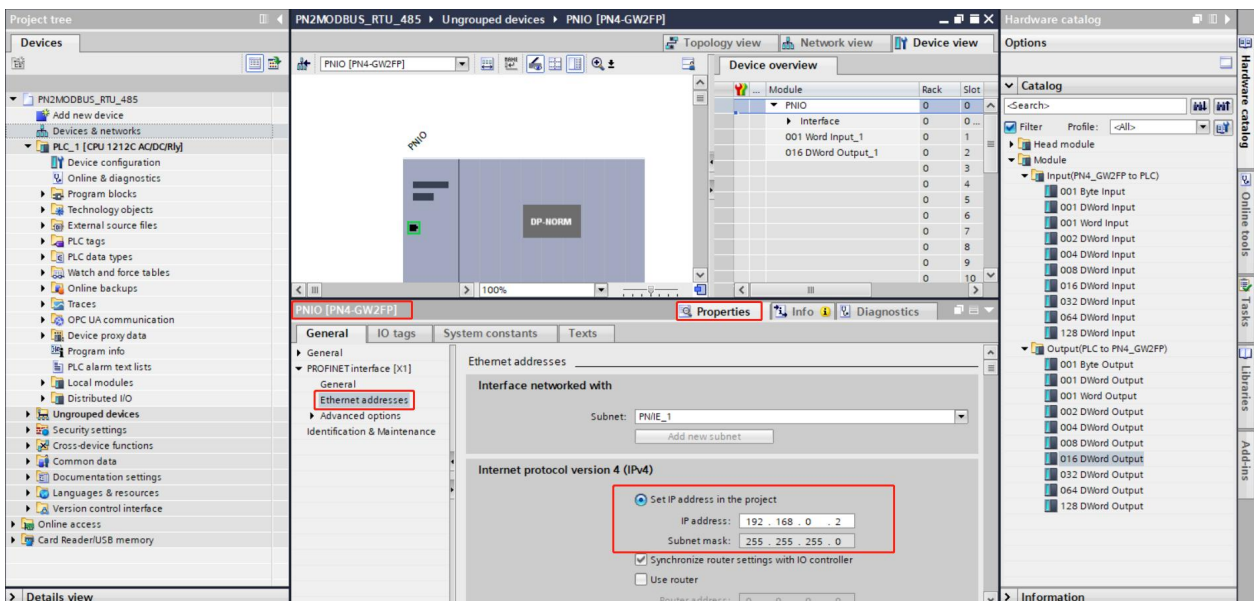 Project tree
Devices
PN2MODBUS_RTU_485
Add new device
Devices & networks
PLC_1 [CPU 1212C AC/DC/Rly]
Device configuration
Online & diagnostics
Program blocks
Technology objects
External source files
PLC tags
PLC data types
Watch and force tables
Online backups
Traces
OPC UA communication
Device proxy data
Program info
PLC alarm text lists
Local modules
Distributed I/O
Ungrouped devices
Security settings
Cross-device functions
Common data
Documentation settings
Languages & resources
Version control interface
Online access
Card Reader/USB memory
Details view
PN2MODBUS_RTU_485 ▸ Ungrouped devices ▸ PNIO [PN4-GW2FP]
Topology view
Network view
Device view
PNIO [PN4-GW2FP]
PNIO
DP-NORM
100%
Device overview
... Module Rack Slot
PNIO 0 0
Interface 0 0 ...
001 Word Input_1 0 1
016 DWord Output_1 0 2
0 3
0 4
0 5
0 6
0 7
0 8
0 9
0 10
PNIO [PN4-GW2FP]
Properties
Info
Diagnostics
General
IO tags
System constants
Texts
General
PROFINET interface [X1]
General
Ethernet addresses
Advanced options
Identification & Maintenance
Ethernet addresses
Interface networked with
Subnet: PN/IE_1
Add new subnet
Internet protocol version 4 (IPv4)
Set IP address in the project
IP address: 192 . 168 . 0 . 2
Subnet mask: 255 . 255 . 255 . 0
Synchronize router settings with IO controller
Use router
Router address: 0 . 0 . 0 . 0
Hardware catalog
Options
Catalog
<Search>
Filter Profile: <All>
Head module
Module
Input(PN4_GW2FP to PLC)
001 Byte Input
001 DWord Input
001 Word Input
002 DWord Input
004 DWord Input
008 DWord Input
016 DWord Input
032 DWord Input
064 DWord Input
128 DWord Input
Output(PLC to PN4_GW2FP)
001 Byte Output
001 DWord Output
001 Word Output
002 DWord Output
004 DWord Output
008 DWord Output
016 DWord Output
032 DWord Output
064 DWord Output
128 DWord Output
Information
Hardware catalog
Online tools
Tasks
Libraries
Add-ins